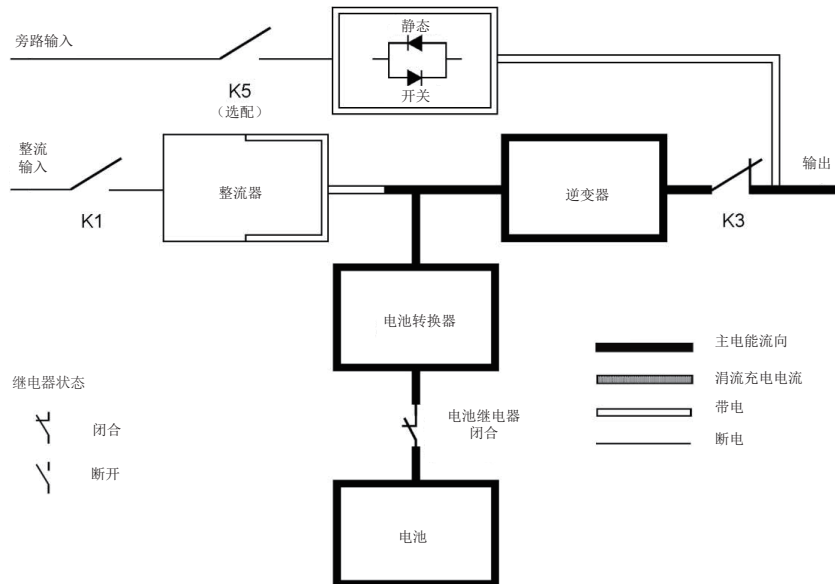 旁路输入
静态
开关
K5
（选配）
整流
输入
整流器
K1
逆变器
输出
K3
电池转换器
主电能流向
涓流充电电流
带电
断电
继电器状态
闭合
断开
电池继电器
闭合
电池